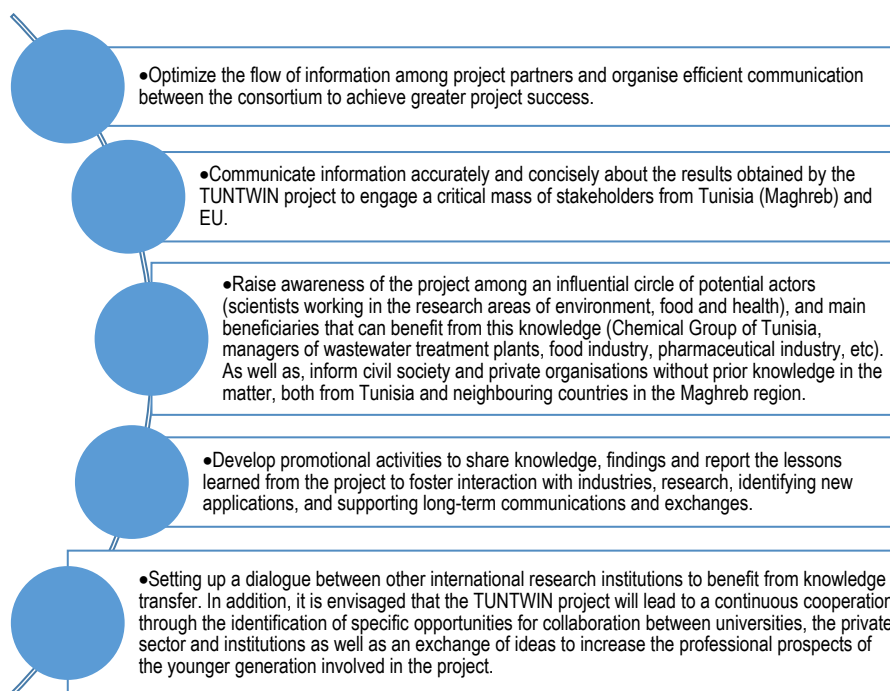 •Optimize the flow of information among project partners and organise efficient communication
between the consortium to achieve greater project success.
•Communicate information accurately and concisely about the results obtained by the
TUNTWIN project to engage a critical mass of stakeholders from Tunisia (Maghreb) and
EU.
•Raise awareness of the project among an influential circle of potential actors
(scientists working in the research areas of environment, food and health), and main
beneficiaries that can benefit from this knowledge (Chemical Group of Tunisia,
managers of wastewater treatment plants, food industry, pharmaceutical industry, etc).
As well as, inform civil society and private organisations without prior knowledge in the
matter, both from Tunisia and neighbouring countries in the Maghreb region.
•Develop promotional activities to share knowledge, findings and report the lessons
learned from the project to foster interaction with industries, research, identifying new
applications, and supporting long-term communications and exchanges.
•Setting up a dialogue between other international research institutions to benefit from knowledge
transfer. In addition, it is envisaged that the TUNTWIN project will lead to a continuous cooperation
through the identification of specific opportunities for collaboration between universities, the private
sector and institutions as well as an exchange of ideas to increase the professional prospects of
the younger generation involved in the project.